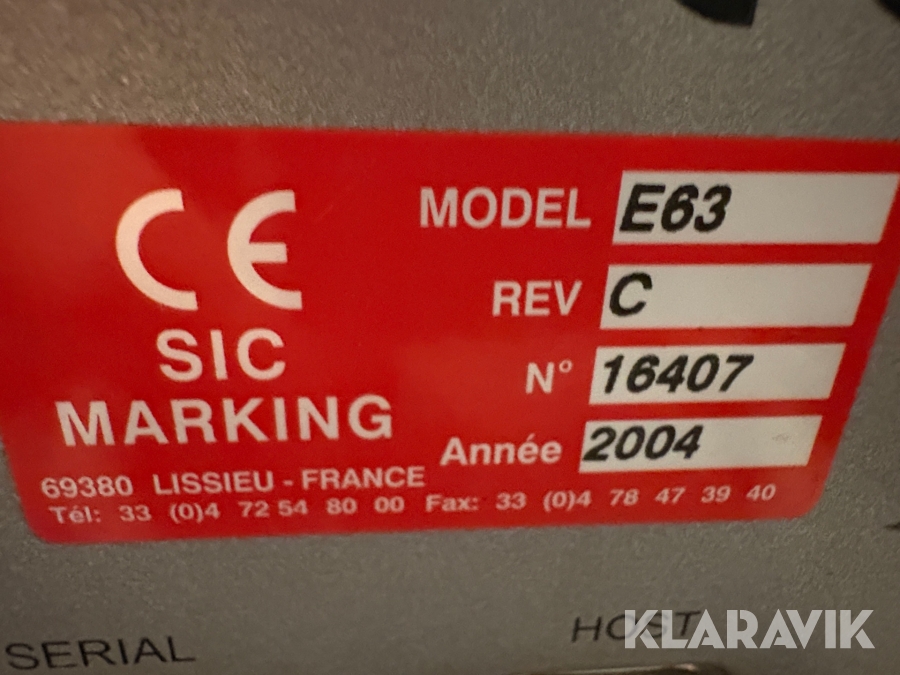 CE
SIC
MARKING
MODEL E63
REV C
N° 16407
Année 2004
69380 LISSIEU - FRANCE
Tél: 33 (0)4 72 54 80 00 Fax: 33 (0)4 78 47 39 40
SERIAL
HOST
KLARAVIK